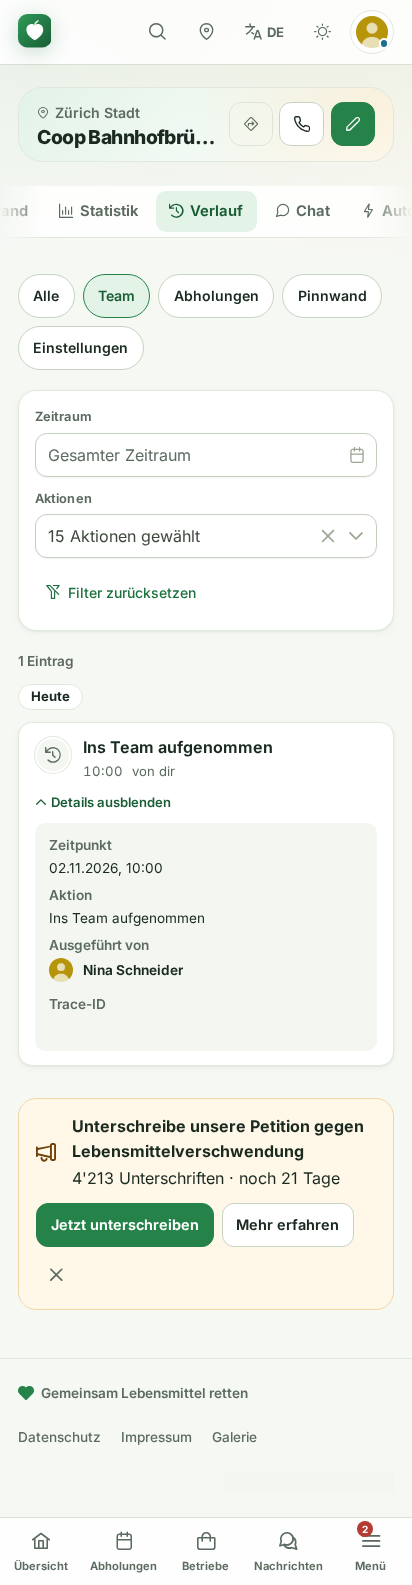 DE
Zürich Stadt
Coop Bahnhofbrü...
and
Statistik
Verlauf
Chat
Auto
Alle
Team
Abholungen
Pinnwand
Einstellungen
Zeitraum
Gesamter Zeitraum
Aktionen
15 Aktionen gewählt
Filter zurücksetzen
1 Eintrag
Heute
Ins Team aufgenommen
10:00 von dir
Details ausblenden
Zeitpunkt
02.11.2026, 10:00
Aktion
Ins Team aufgenommen
Ausgeführt von
Nina Schneider
Trace-ID
Unterschreibe unsere Petition gegen
Lebensmittelverschwendung
4'213 Unterschriften · noch 21 Tage
Jetzt unterschreiben
Mehr erfahren
Gemeinsam Lebensmittel retten
Datenschutz Impressum Galerie
2
Übersicht Abholungen Betriebe Nachrichten Menü